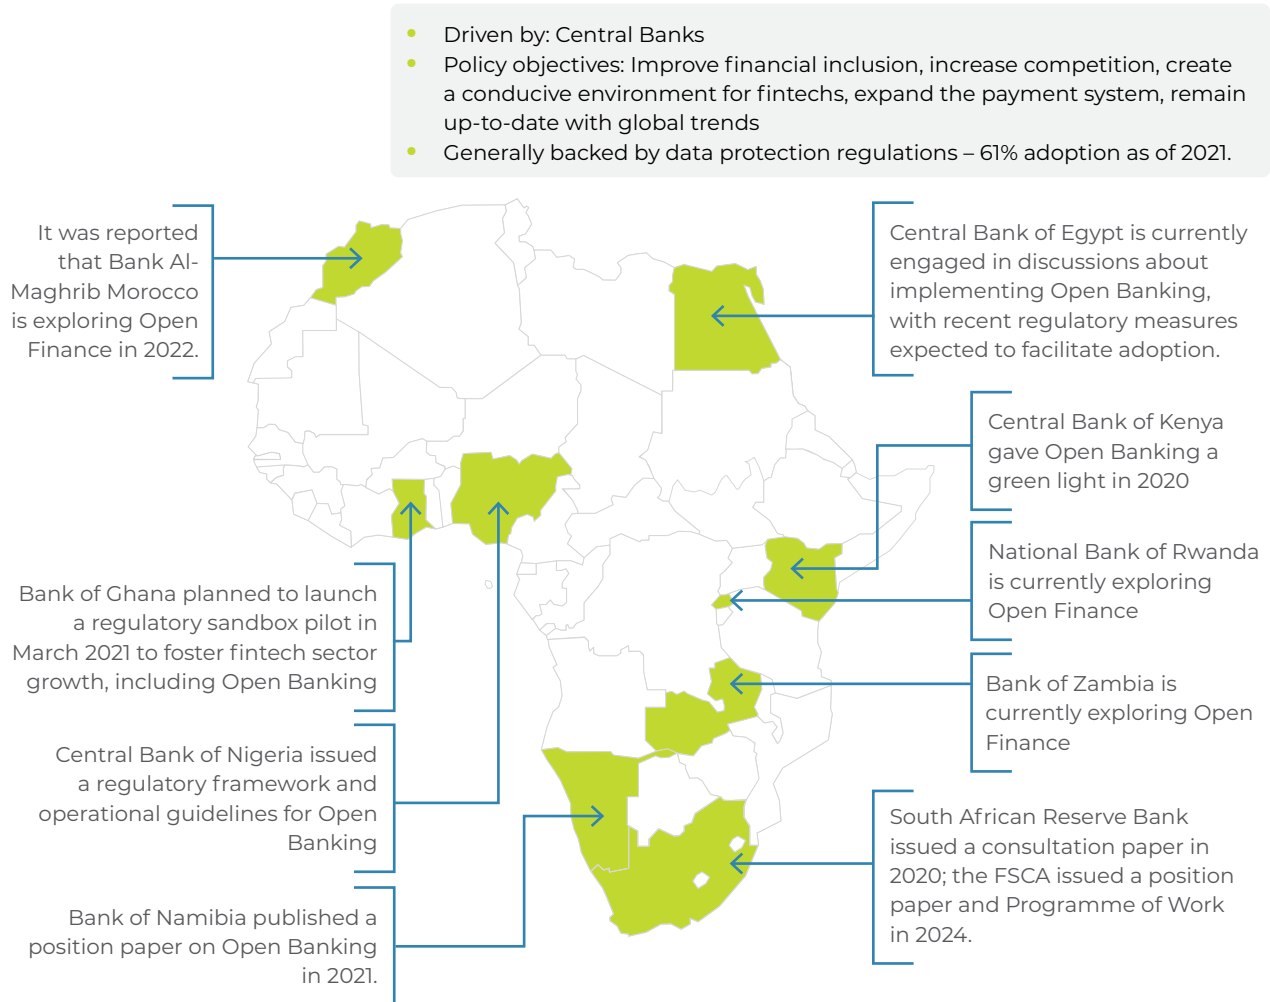 • Driven by: Central Banks
• Policy objectives: Improve financial inclusion, increase competition, create
a conducive environment for fintechs, expand the payment system, remain
up-to-date with global trends
• Generally backed by data protection regulations – 61% adoption as of 2021.
It was reported
that Bank Al-
Maghrib Morocco
is exploring Open
Finance in 2022.
Central Bank of Egypt is currently
engaged in discussions about
implementing Open Banking,
with recent regulatory measures
expected to facilitate adoption.
Central Bank of Kenya
gave Open Banking a
green light in 2020
National Bank of Rwanda
is currently exploring
Open Finance
Bank of Ghana planned to launch
a regulatory sandbox pilot in
March 2021 to foster fintech sector
growth, including Open Banking
Bank of Zambia is
currently exploring Open
Finance
Central Bank of Nigeria issued
a regulatory framework and
operational guidelines for Open
Banking
South African Reserve Bank
issued a consultation paper in
2020; the FSCA issued a position
paper and Programme of Work
in 2024.
Bank of Namibia published a
position paper on Open Banking
in 2021.